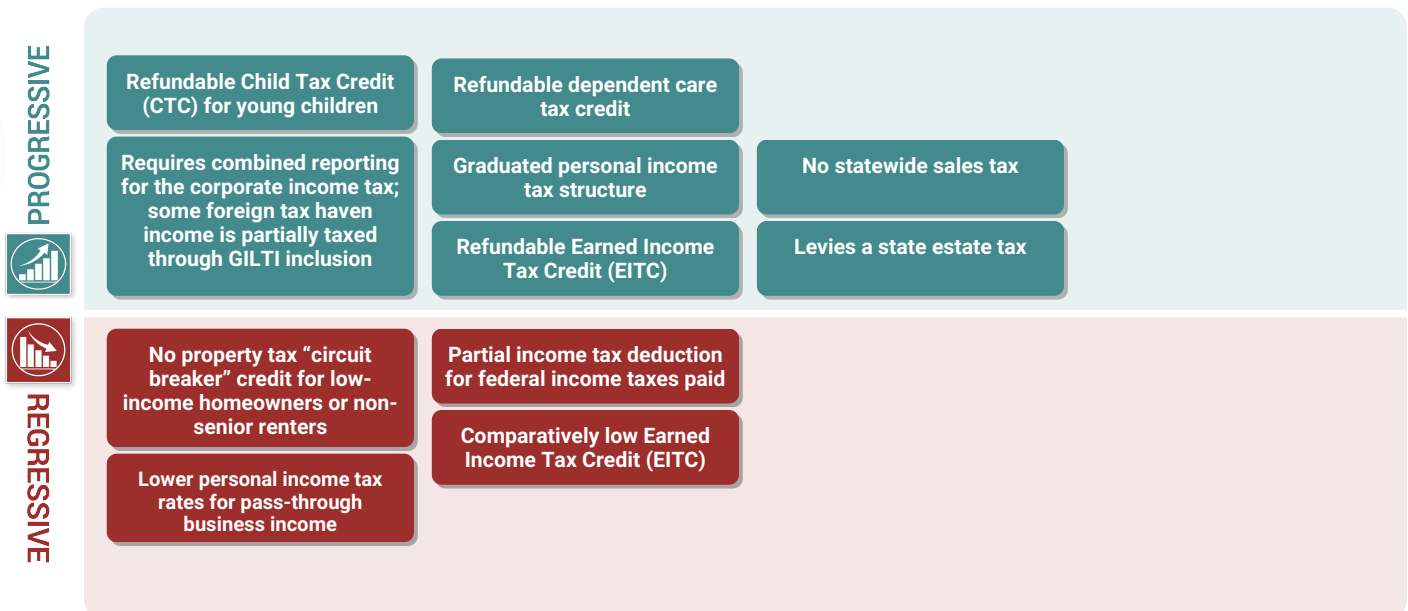 PROGRESSIVE
Refundable Child Tax Credit
(CTC) for young children
Requires combined reporting
for the corporate income tax;
some foreign tax haven
income is partially taxed
through GILTI inclusion
Refundable dependent care
tax credit
Graduated personal income
tax structure
Refundable Earned Income
Tax Credit (EITC)
No statewide sales tax
Levies a state estate tax
REGRESSIVE
No property tax “circuit
breaker” credit for low-
income homeowners or non-
senior renters
Lower personal income tax
rates for pass-through
business income
Partial income tax deduction
for federal income taxes paid
Comparatively low Earned
Income Tax Credit (EITC)